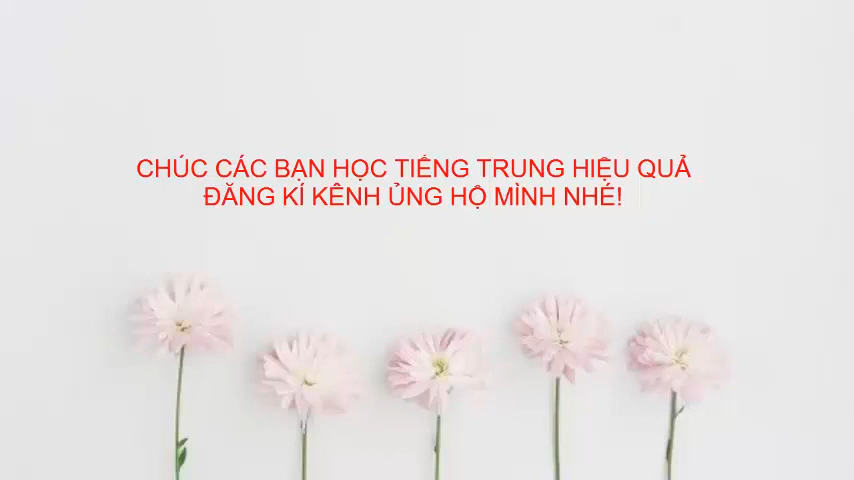 CHÚC CÁC BẠN HỌC TIẾNG TRUNG HIỆU QUẢ
ĐĂNG KÍ KÊNH ỦNG HỘ MÌNH NHÉ!